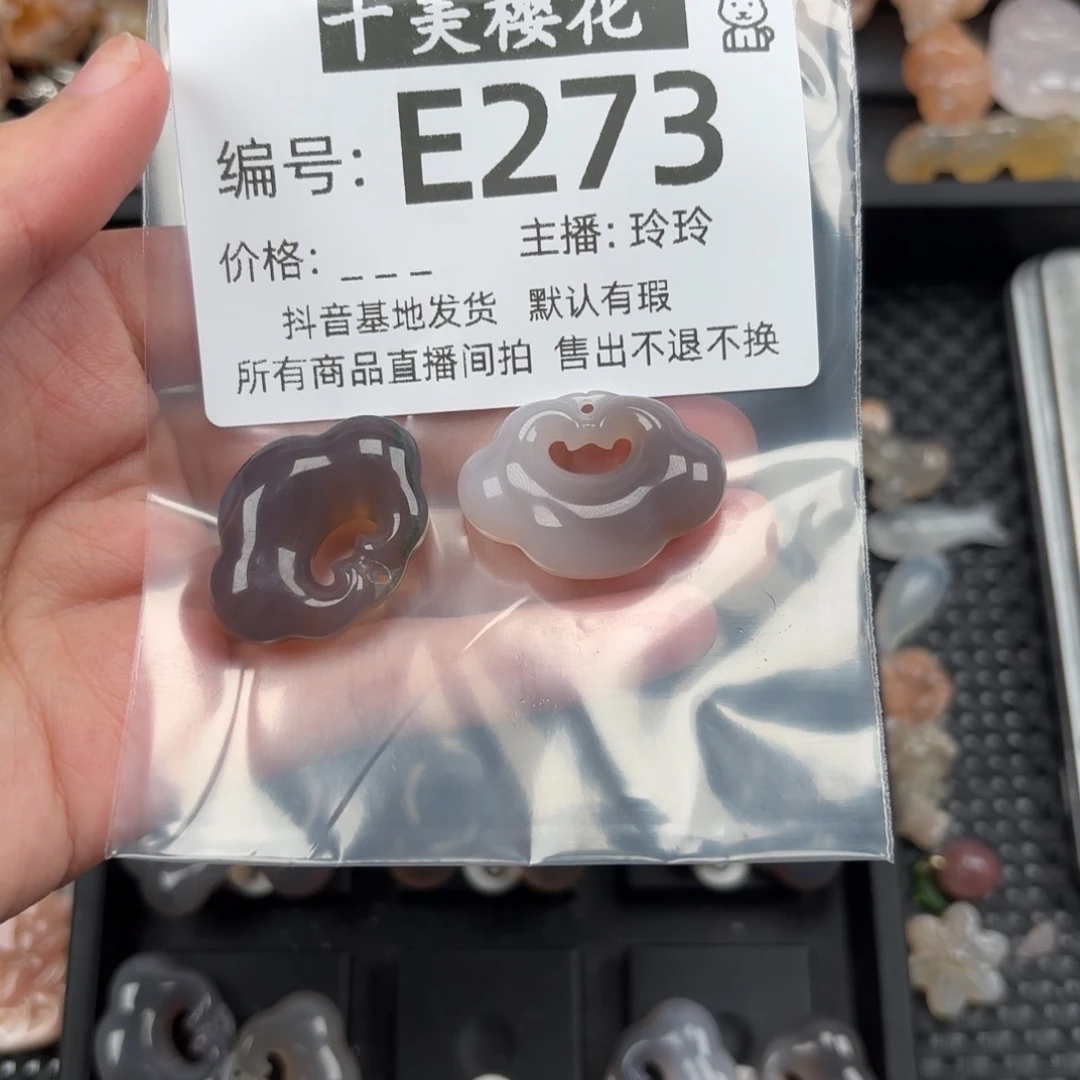 十美樱花
编号: E273
价格: _ _ _ 主播: 玲玲
抖音基地发货 默认有瑕
所有商品直播间拍 售出不退不换